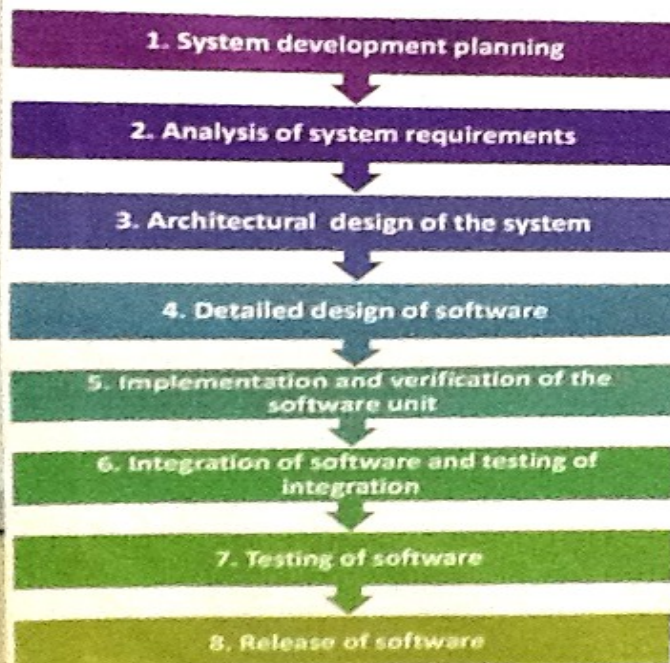 1. System development planning
2. Analysis of system requirements
3. Architectural design of the system
4. Detailed design of software
5. Implementation and verification of the
software unit
6. Integration of software and testing of
integration
7. Testing of software
8. Release of software